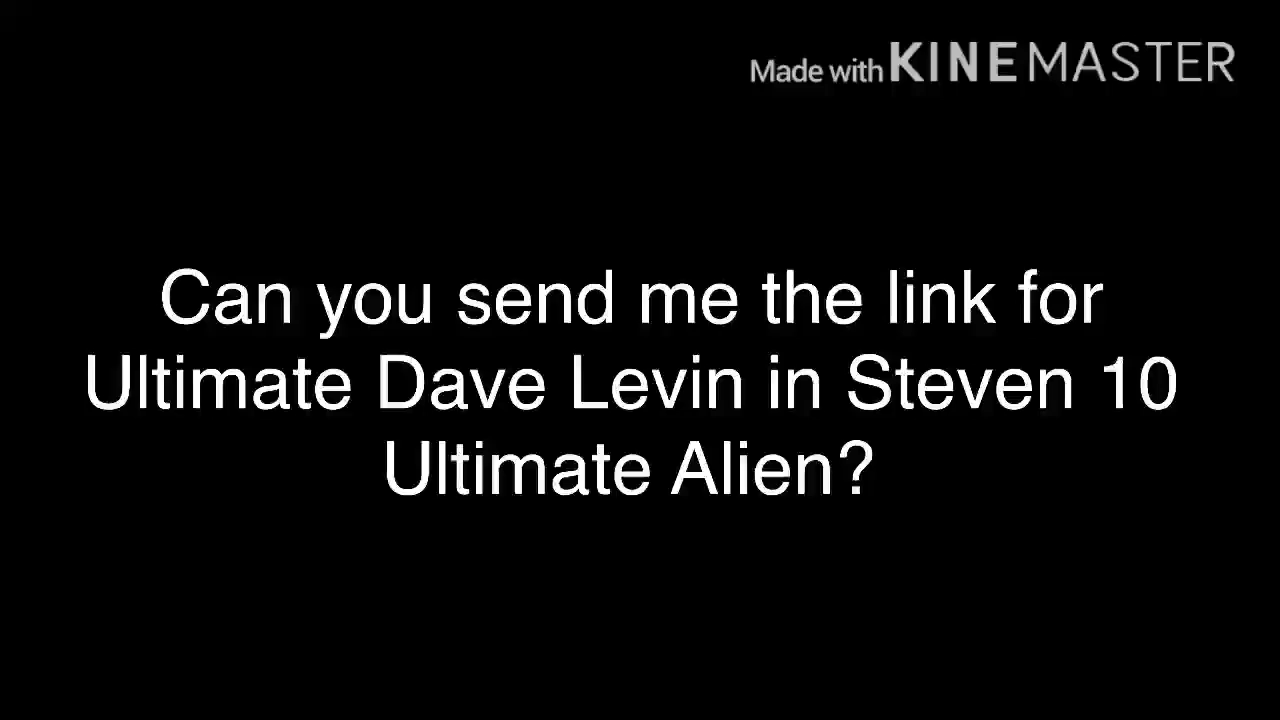 Made with KINEMASTER
Can you send me the link for
Ultimate Dave Levin in Steven 10
Ultimate Alien?